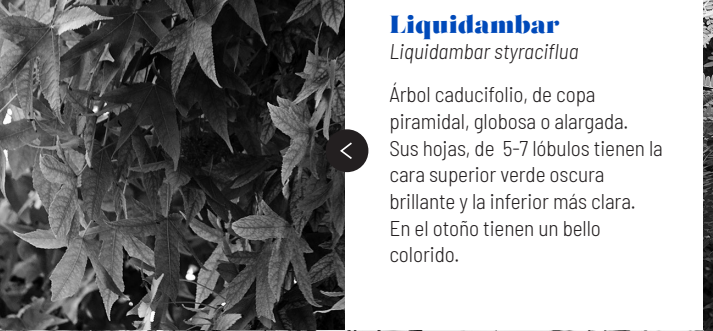 Liquidambar
Liquidambar styraciflua
Árbol caducifolio, de copa
piramidal, globosa o alargada.
Sus hojas, de  5-7 lóbulos tienen la
cara superior verde oscura
brillante y la inferior más clara.
En el otoño tienen un bello
colorido.